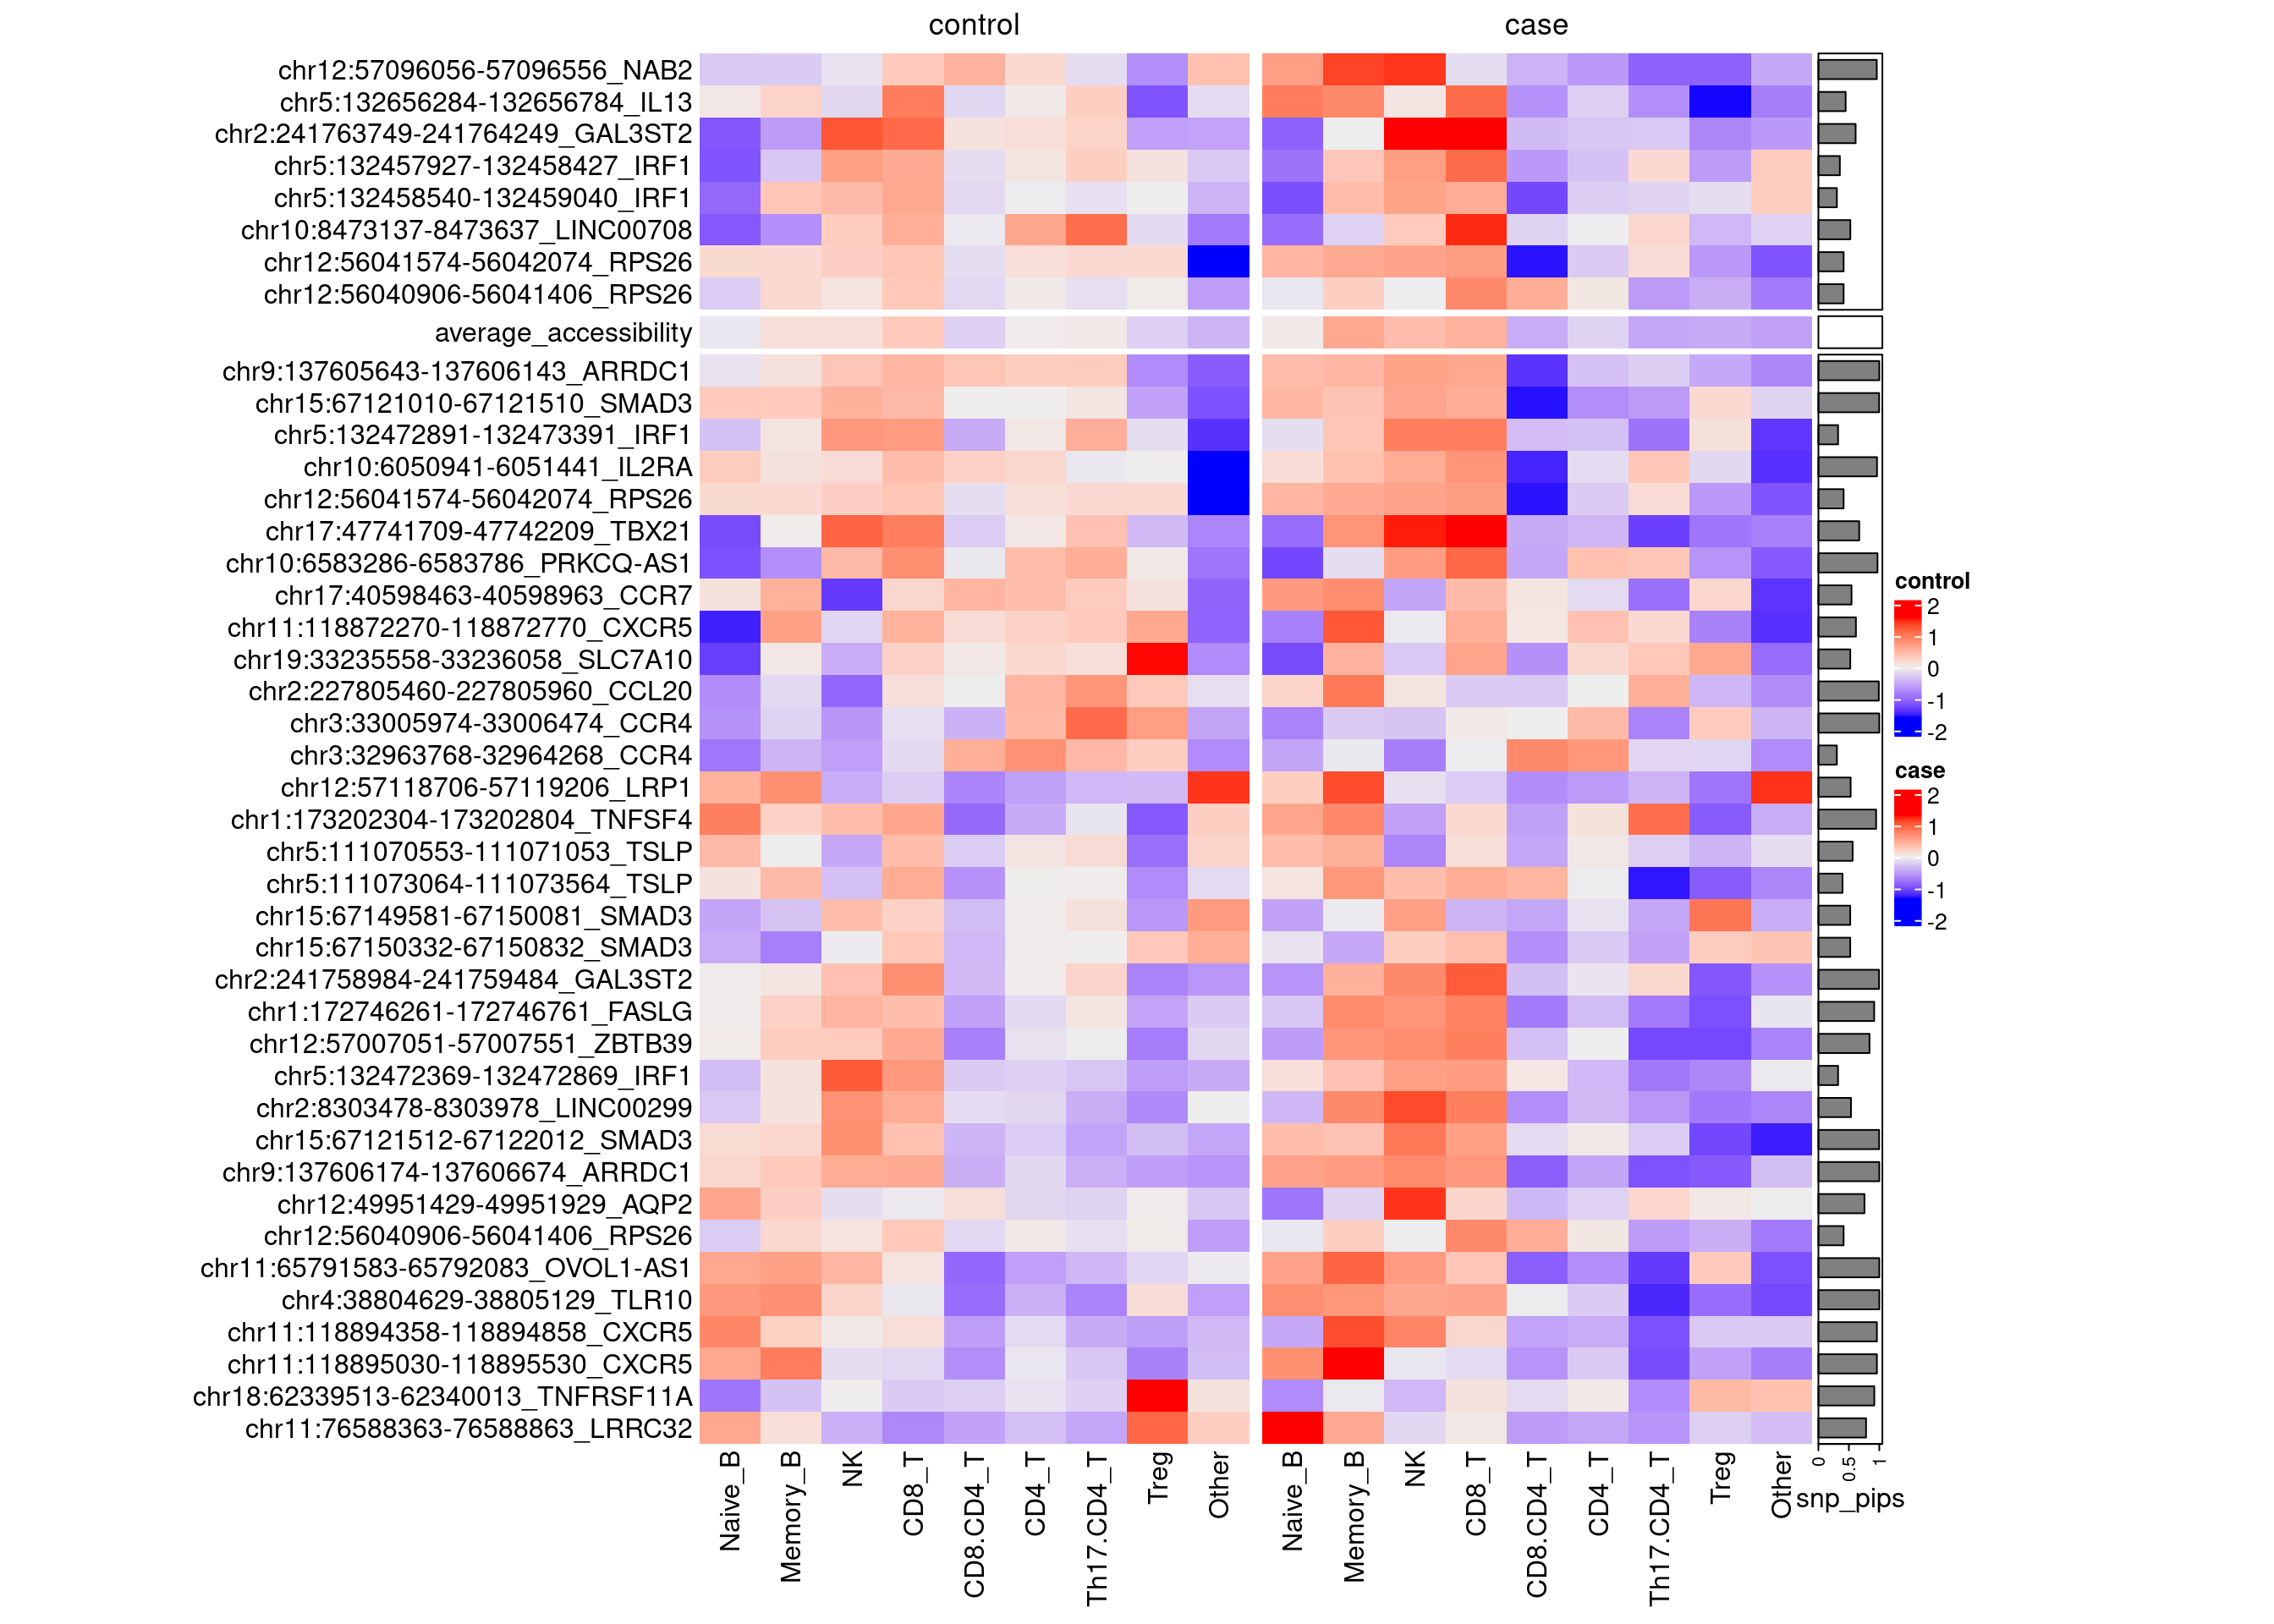 control case
chr12:57096056-57096556_NAB2
chr5:132656284-132656784_IL13
chr2:241763749-241764249_GAL3ST2
chr5:132457927-132458427_IRF1
chr5:132458540-132459040_IRF1
chr10:8473137-8473637_LINC00708
chr12:56041574-56042074_RPS26
chr12:56040906-56041406_RPS26
average_accessibility
chr9:137605643-137606143_ARRDC1
chr15:67121010-67121510_SMAD3
chr5:132472891-132473391_IRF1
chr10:6050941-6051441_IL2RA
chr12:56041574-56042074_RPS26
chr17:47741709-47742209_TBX21
chr10:6583286-6583786_PRKCQ-AS1
chr17:40598463-40598963_CCR7
chr11:118872270-118872770_CXCR5
chr19:33235558-33236058_SLC7A10
chr2:227805460-227805960_CCL20
chr3:33005974-33006474_CCR4
chr3:32963768-32964268_CCR4
chr12:57118706-57119206_LRP1
chr1:173202304-173202804_TNFSF4
chr5:111070553-111071053_TSLP
chr5:111073064-111073564_TSLP
chr15:67149581-67150081_SMAD3
chr15:67150332-67150832_SMAD3
chr2:241758984-241759484_GAL3ST2
chr1:172746261-172746761_FASLG
chr12:57007051-57007551_ZBTB39
chr5:132472369-132472869_IRF1
chr2:8303478-8303978_LINC00299
chr15:67121512-67122012_SMAD3
chr9:137606174-137606674_ARRDC1
chr12:49951429-49951929_AQP2
chr12:56040906-56041406_RPS26
chr11:65791583-65792083_OVOL1-AS1
chr4:38804629-38805129_TLR10
chr11:118894358-118894858_CXCR5
chr11:118895030-118895530_CXCR5
chr18:62339513-62340013_TNFRSF11A
chr11:76588363-76588863_LRRC32
Naive_B
Memory_B
NK
CD8_T
CD8.CD4_T
CD4_T
Th17.CD4_T
Treg
Other
Naive_B
Memory_B
NK
CD8_T
CD8.CD4_T
CD4_T
Th17.CD4_T
Treg
Other
0
0.5
1
snp_pips
control
2
1
0
-1
-2
case
2
1
0
-1
-2